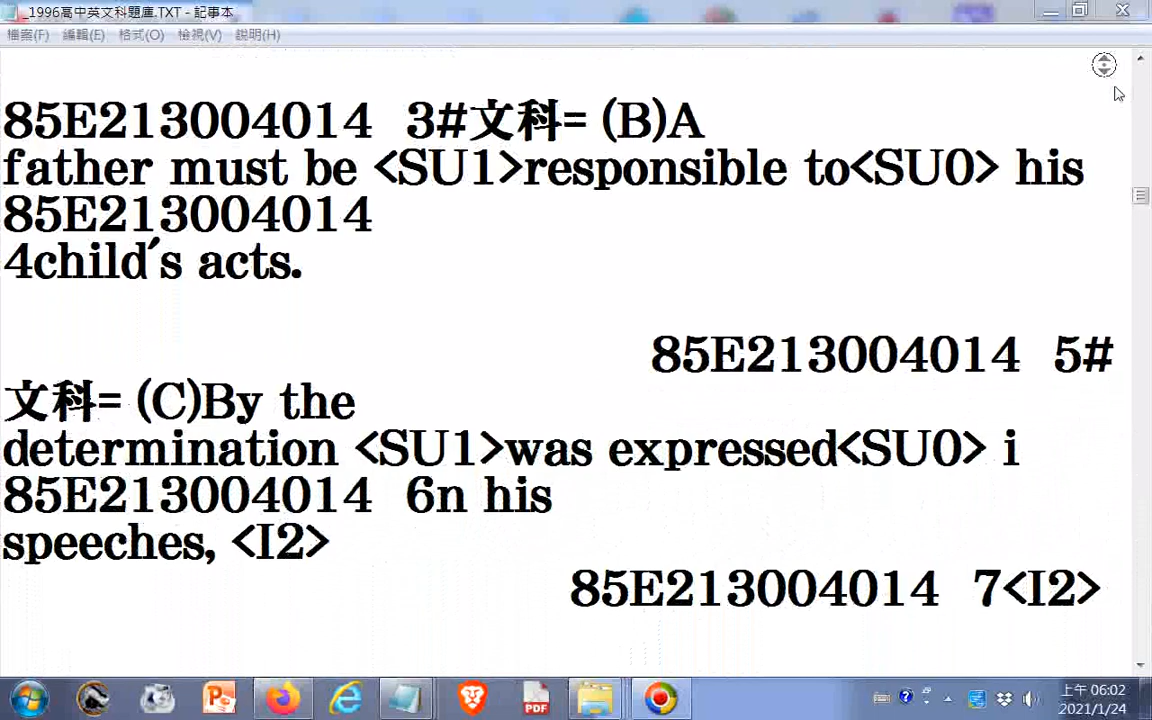 _1996高中英文科題庫.TXT - 記事本
檔案(F) 編輯(E) 格式(O) 檢視(V) 說明(H)
85E213004014 3#文科= (B)A
father must be <SU1>responsible to<SU0> his
85E213004014
4child's acts.
85E213004014 5#
文科= (C)By the
determination <SU1>was expressed<SU0> i
85E213004014 6n his
speeches, <I2>
85E213004014 7<I2>
PDF
上午 06:02
2021/1/24